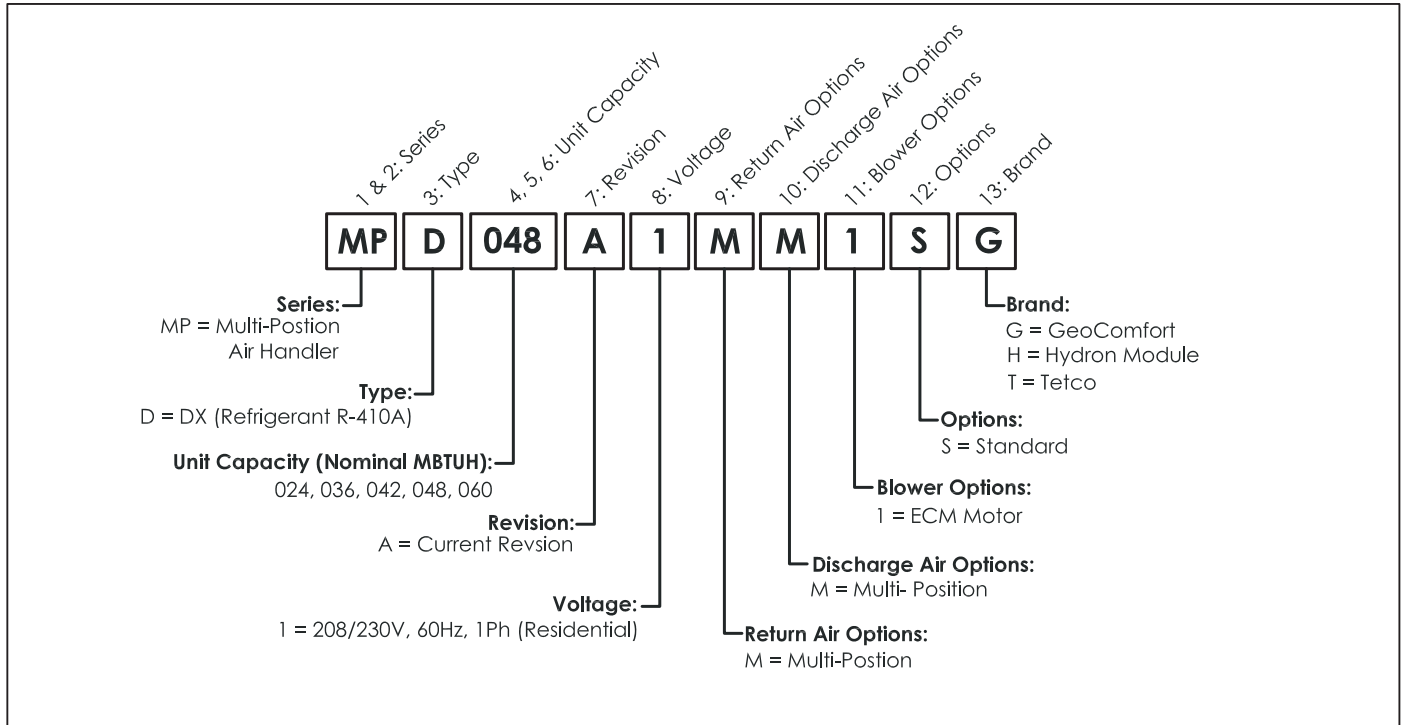 1 & 2: Series
3: Type
4, 5, 6: Unit Capacity
7: Revision
8: Voltage
9: Return Air Options
10: Discharge Air Options
11: Blower Options
12: Options
13: Brand
MP D 048 A 1 M M 1 S G
Series:
MP = Multi-Postion
Air Handler
Type:
D = DX (Refrigerant R-410A)
Unit Capacity (Nominal MBTUH):
024, 036, 042, 048, 060
Revision:
A = Current Revsion
Voltage:
1 = 208/230V, 60Hz, 1Ph (Residential)
Brand:
G = GeoComfort
H = Hydron Module
T = Tetco
Options:
S = Standard
Blower Options:
1 = ECM Motor
Discharge Air Options:
M = Multi- Position
Return Air Options:
M = Multi-Postion